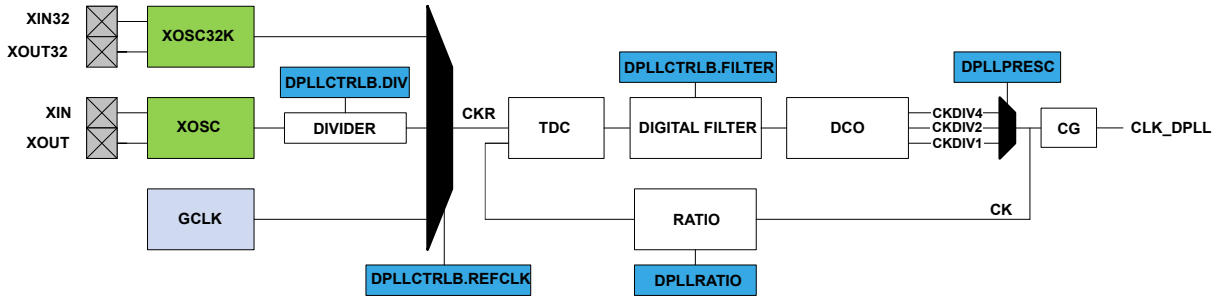 XIN32
XOUT32
XOSC32K
DPLLCTRLB.DIV
DPLLCTRLB.FILTER
DPLLPRESC
XIN
XOUT
XOSC
DIVIDER
CKR
TDC
DIGITAL FILTER
DCO
CKDIV4
CKDIV2
CKDIV1
CG
CLK_DPLL
GCLK
RATIO
CK
DPLLCTRLB.REFCLK
DPLLRATIO